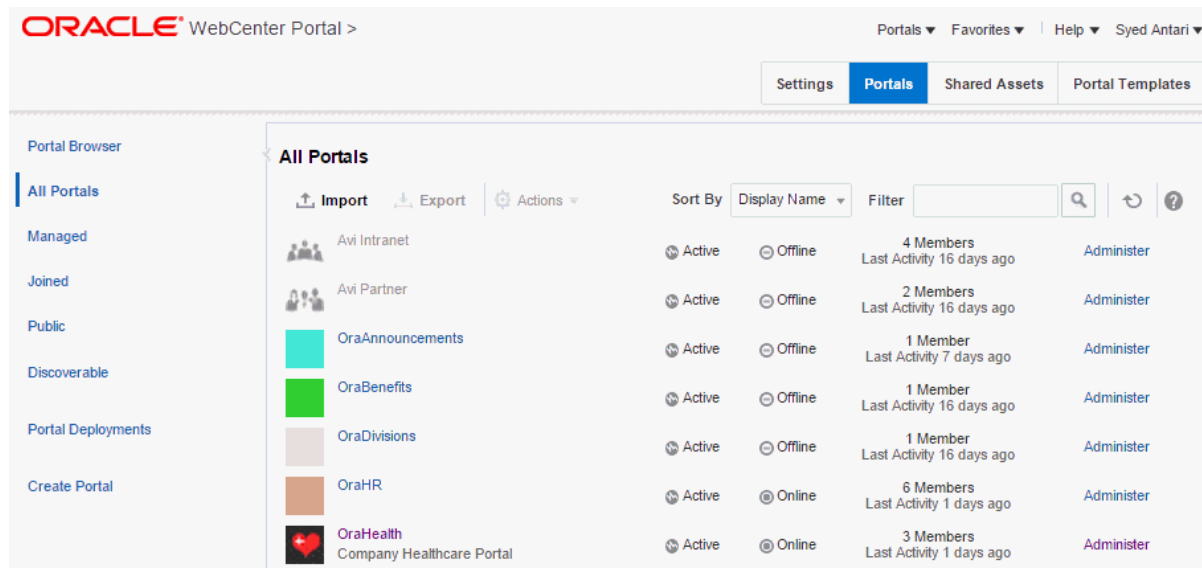 ORACLE® WebCenter Portal >
Portals Favorites Help Syed Antari
Settings Portals Shared Assets Portal Templates
Portal Browser
All Portals
Managed
Joined
Public
Discoverable
Portal Deployments
Create Portal
All Portals
Import Export Actions Sort By Display Name Filter
Avi Intranet Active Offline 4 Members Administer
Last Activity 16 days ago
Avi Partner Active Offline 2 Members Administer
Last Activity 16 days ago
OraAnnouncements Active Offline 1 Member Administer
Last Activity 7 days ago
OraBenefits Active Offline 1 Member Administer
Last Activity 16 days ago
OraDivisions Active Offline 1 Member Administer
Last Activity 16 days ago
OraHR Active Online 6 Members Administer
Last Activity 1 days ago
OraHealth Active Online 3 Members Administer
Company Healthcare Portal Last Activity 1 days ago